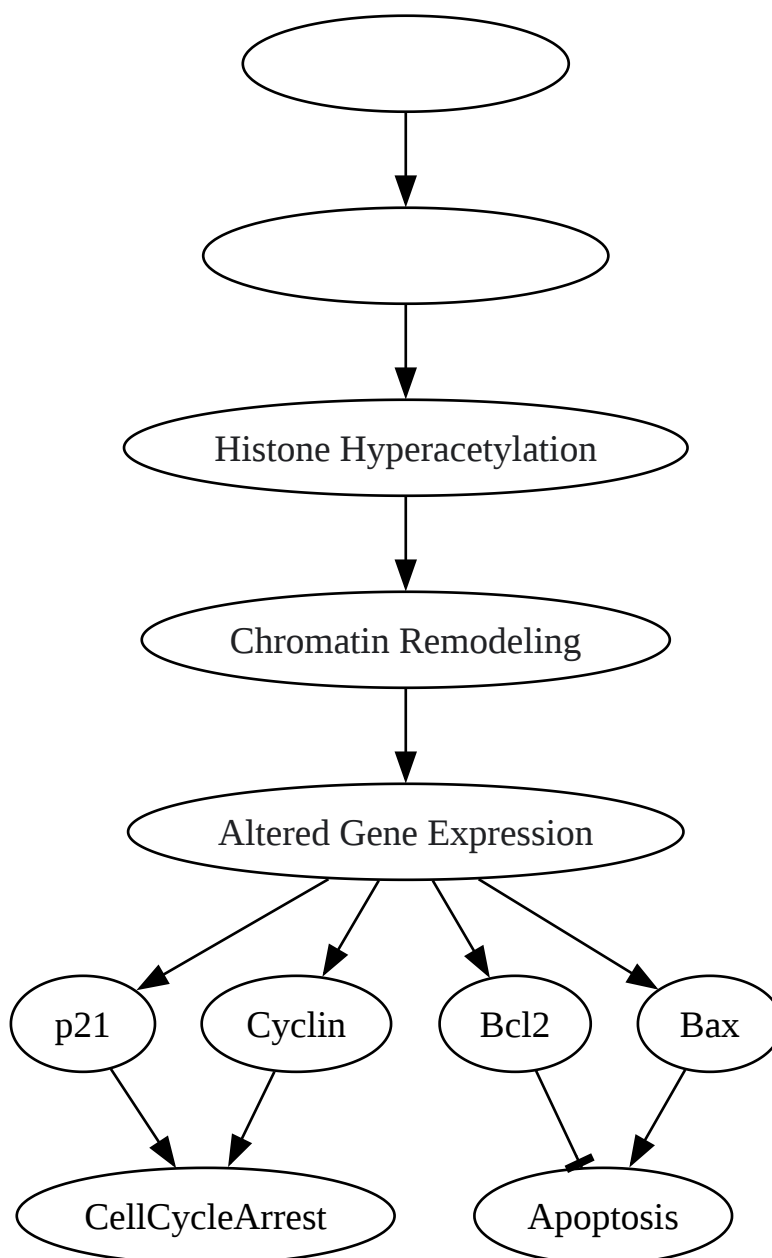 Histone Hyperacetylation
Chromatin Remodeling
Altered Gene Expression
p21
Cyclin
Bcl2
Bax
CellCycleArrest
Apoptosis